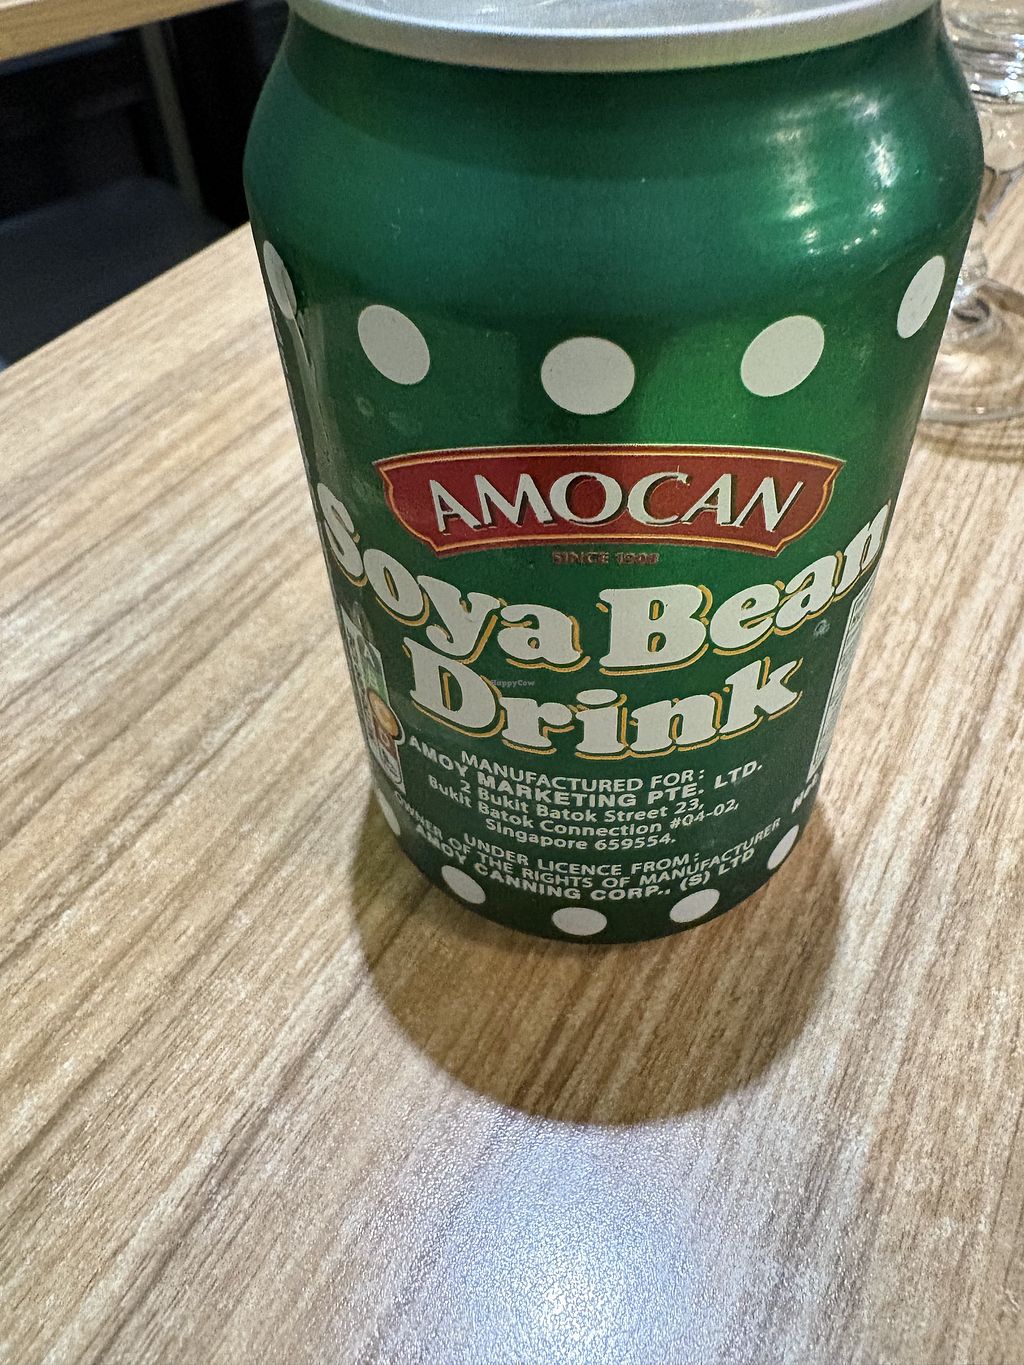 AMOCAN
SINCE 1908
Soya Bean
Drink
HappyCow
MANUFACTURED FOR:
AMOY MARKETING PTE. LTD.
2 Bukit Batok Street 23,
Bukit Batok Connection #04-02,
Singapore 659554.
UNDER LICENCE FROM:
OWNER OF THE RIGHTS OF MANUFACTURER
AMOY CANNING CORP., (S) LTD